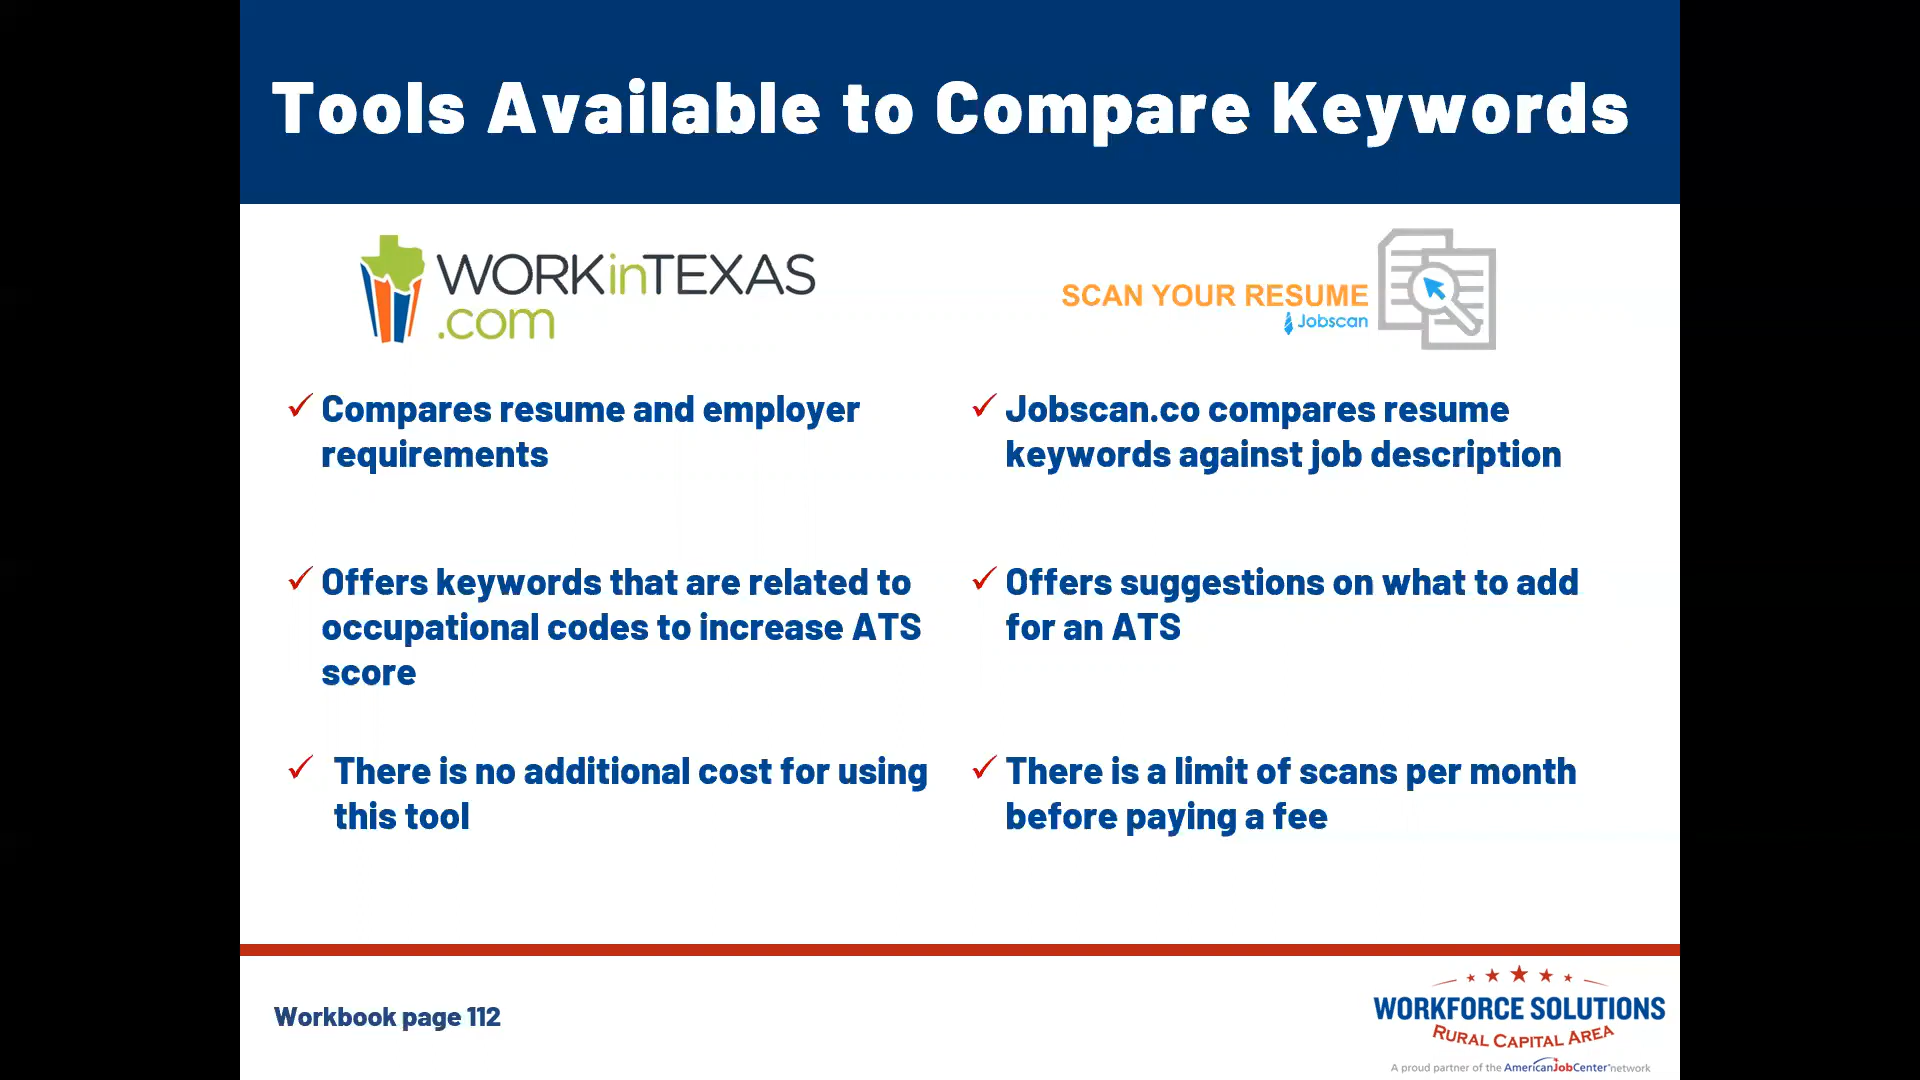 Tools Available to Compare Keywords
WORKinTEXAS
.com
Compares resume and employer
requirements
Offers keywords that are related to
occupational codes to increase ATS
score
There is no additional cost for using
this tool
SCAN YOUR RESUME
Jobscan
Jobscan.co compares resume
keywords against job description
Offers suggestions on what to add
for an ATS
There is a limit of scans per month
before paying a fee
Workbook page 112
WORKFORCE SOLUTIONS
RURAL CAPITAL AREA
A proud partner of the AmericanJobCenter network